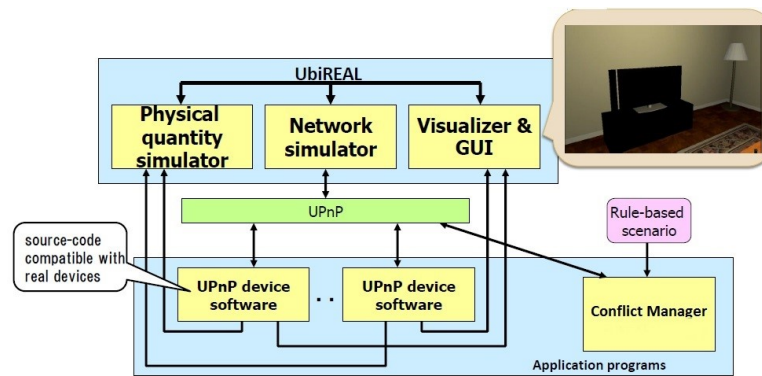 UbiREAL
Physical
quantity
simulator
Network
simulator
Visualizer &
GUI
UPnP
Rule-based
scenario
source-code
compatible with
real devices
UPnP device
software
. .
UPnP device
software
Conflict Manager
Application programs